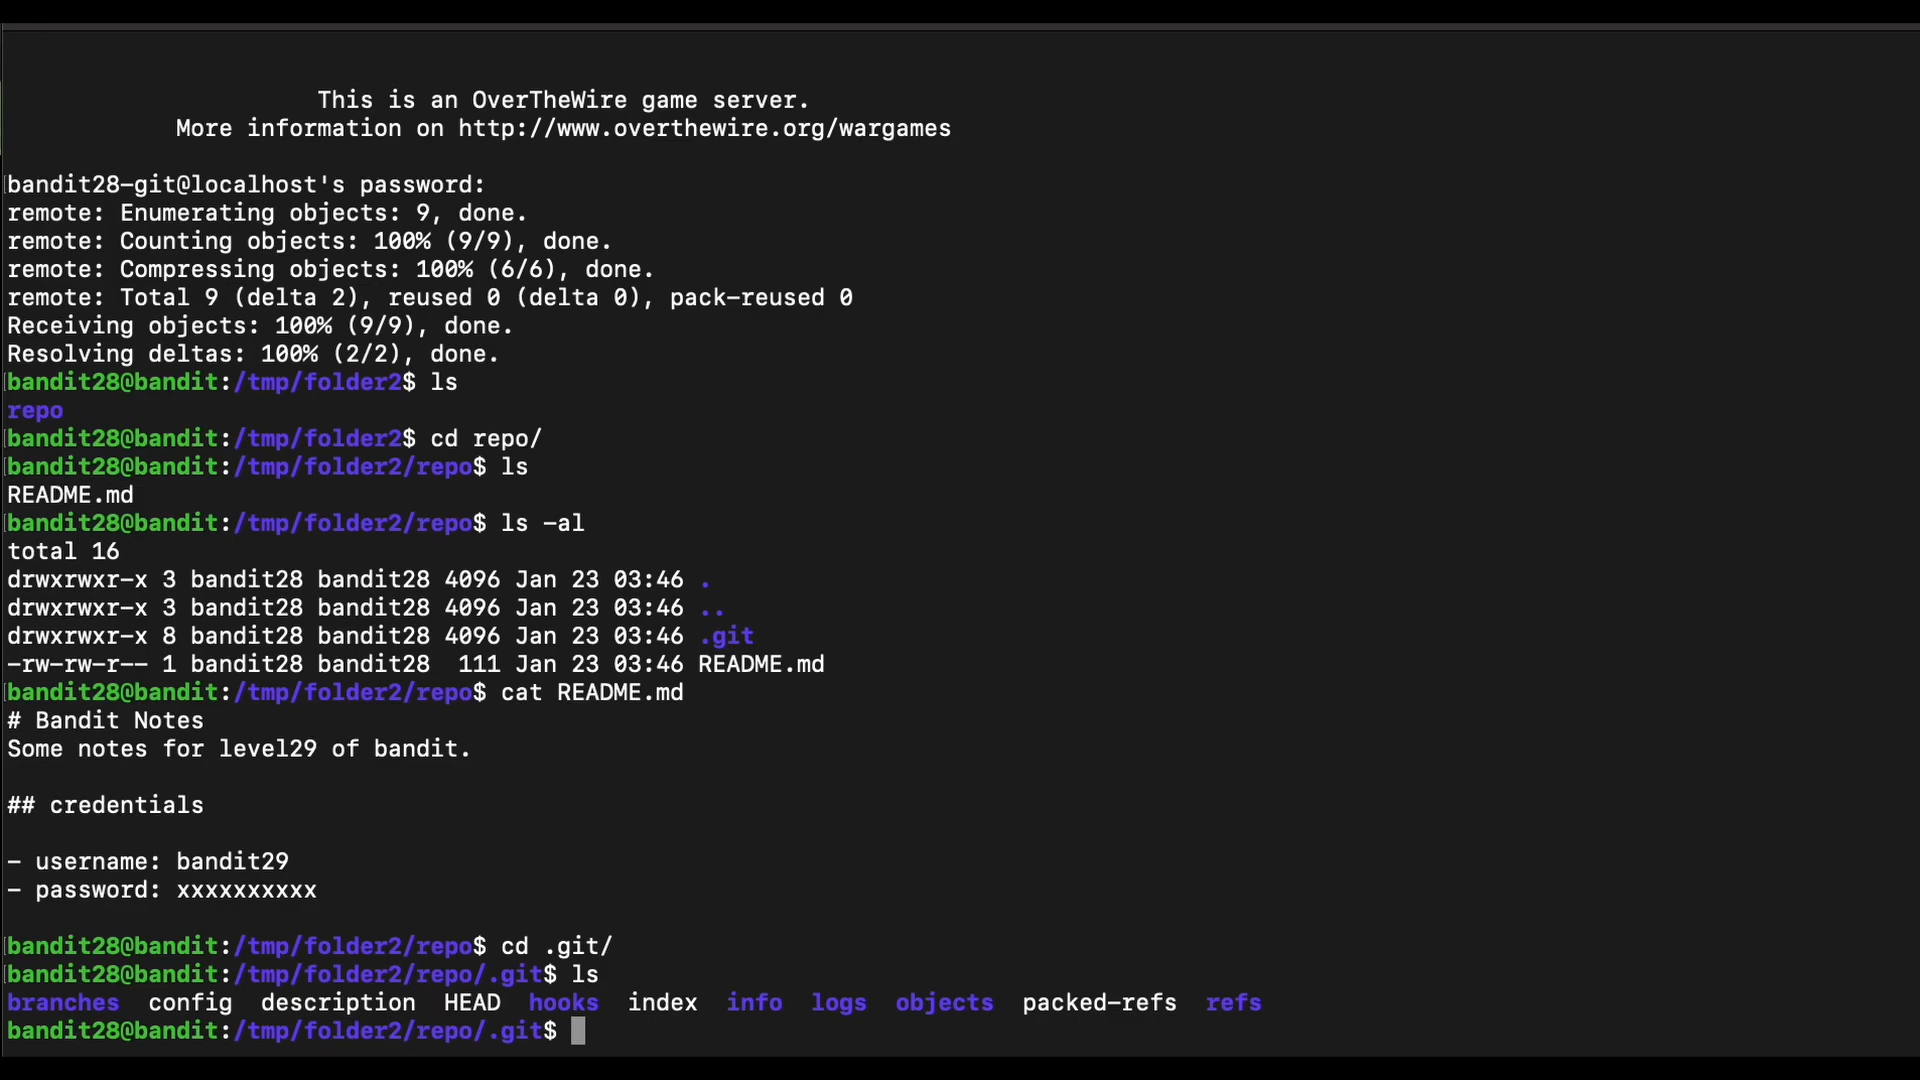 This is an OverTheWire game server.
More information on http://www.overthewire.org/wargames
bandit28-git@localhost's password:
remote: Enumerating objects: 9, done.
remote: Counting objects: 100% (9/9), done.
remote: Compressing objects: 100% (6/6), done.
remote: Total 9 (delta 2), reused 0 (delta 0), pack-reused 0
Receiving objects: 100% (9/9), done.
Resolving deltas: 100% (2/2), done.
bandit28@bandit:/tmp/folder2$ ls
repo
bandit28@bandit:/tmp/folder2$ cd repo/
bandit28@bandit:/tmp/folder2/repo$ ls
README.md
bandit28@bandit:/tmp/folder2/repo$ ls -al
total 16
drwxrwxr-x 3 bandit28 bandit28 4096 Jan 23 03:46 .
drwxrwxr-x 3 bandit28 bandit28 4096 Jan 23 03:46 ..
drwxrwxr-x 8 bandit28 bandit28 4096 Jan 23 03:46 .git
-rw-rw-r-- 1 bandit28 bandit28  111 Jan 23 03:46 README.md
bandit28@bandit:/tmp/folder2/repo$ cat README.md
# Bandit Notes
Some notes for level29 of bandit.
## credentials
- username: bandit29
- password: xxxxxxxxxx
bandit28@bandit:/tmp/folder2/repo$ cd .git/
bandit28@bandit:/tmp/folder2/repo/.git$ ls
branches  config  description  HEAD  hooks  index  info  logs  objects  packed-refs  refs
bandit28@bandit:/tmp/folder2/repo/.git$